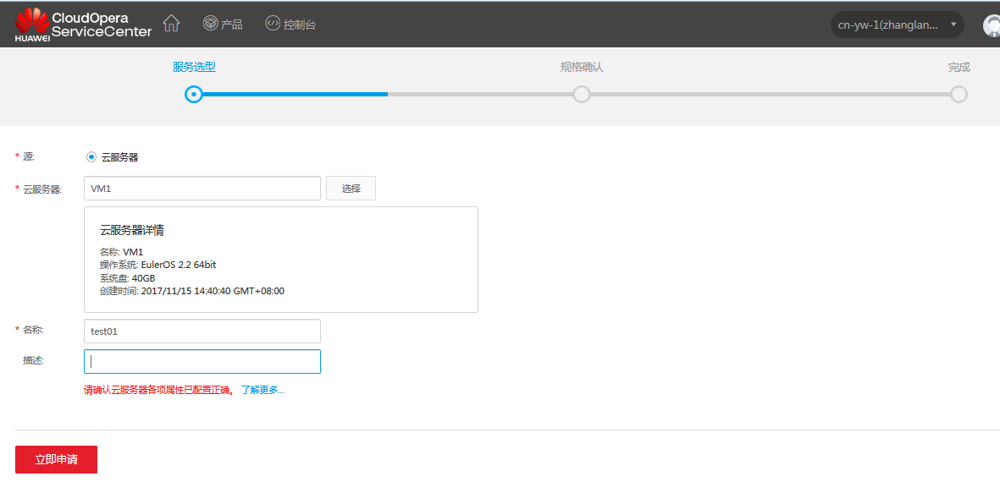 HUAWEI
CloudOpera
ServiceCenter
产品
控制台
cn-yw-1(zhanglan...
服务选型
规格确认
完成
* 源:
云服务器
* 云服务器:
VM1
选择
云服务器详情
名称: VM1
操作系统: EulerOS 2.2 64bit
系统盘: 40GB
创建时间: 2017/11/15 14:40:40 GMT+08:00
* 名称:
test01
描述:
请确认云服务器各项属性已配置正确。 了解更多...
立即申请